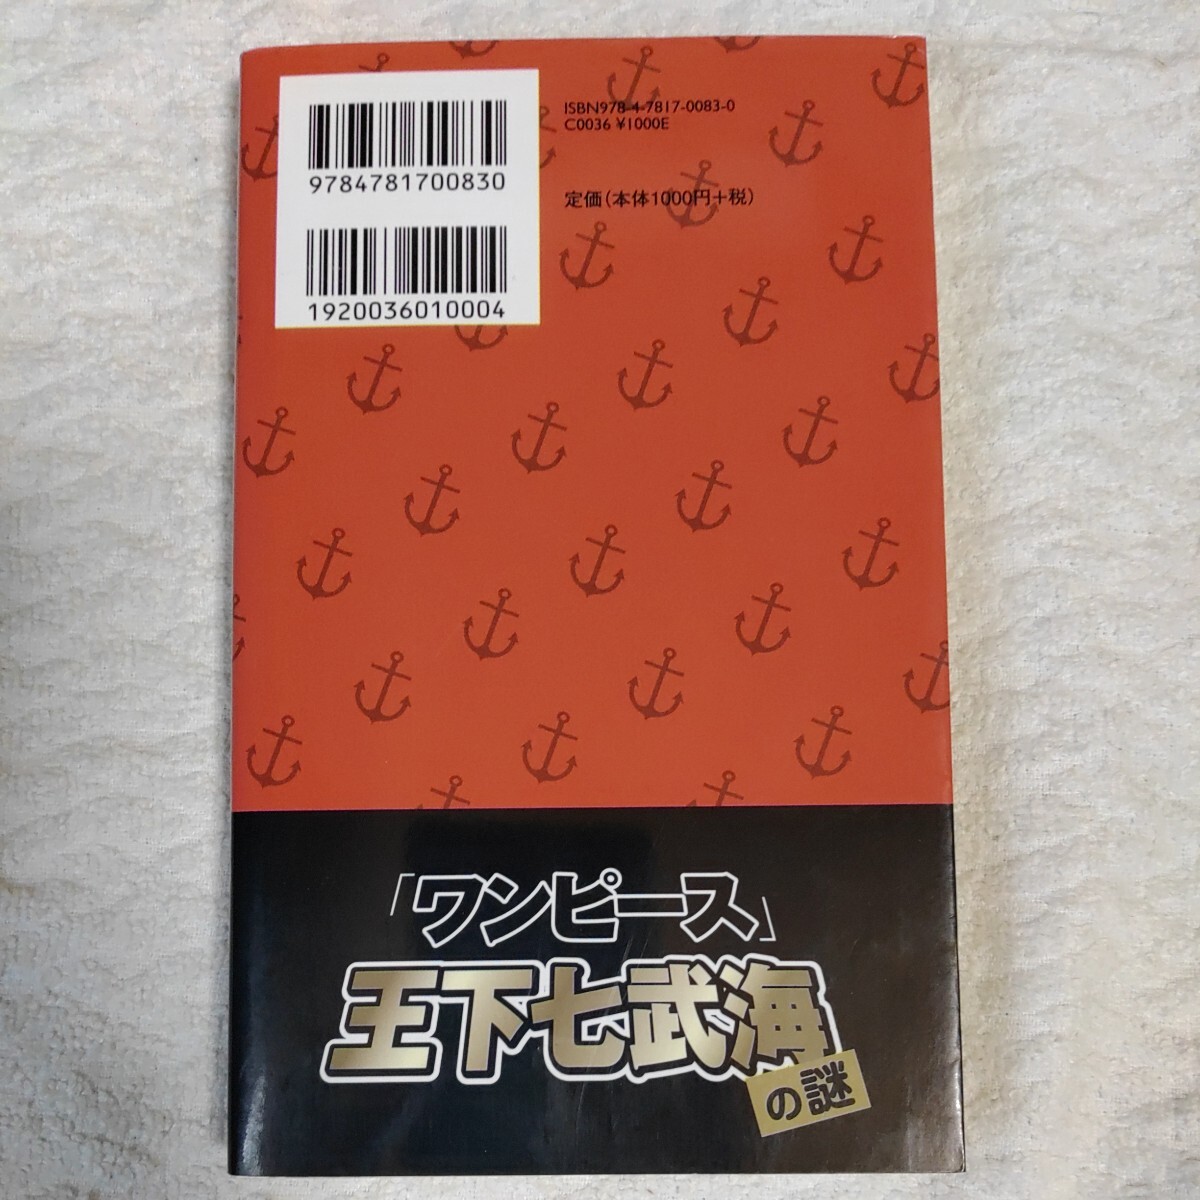 9784781700830
1920036010004
ISBN978-4-7817-0083-0
C0036 ¥1000E
定価(本体1000円+税)
「ワンピース」
王下七武海
の謎